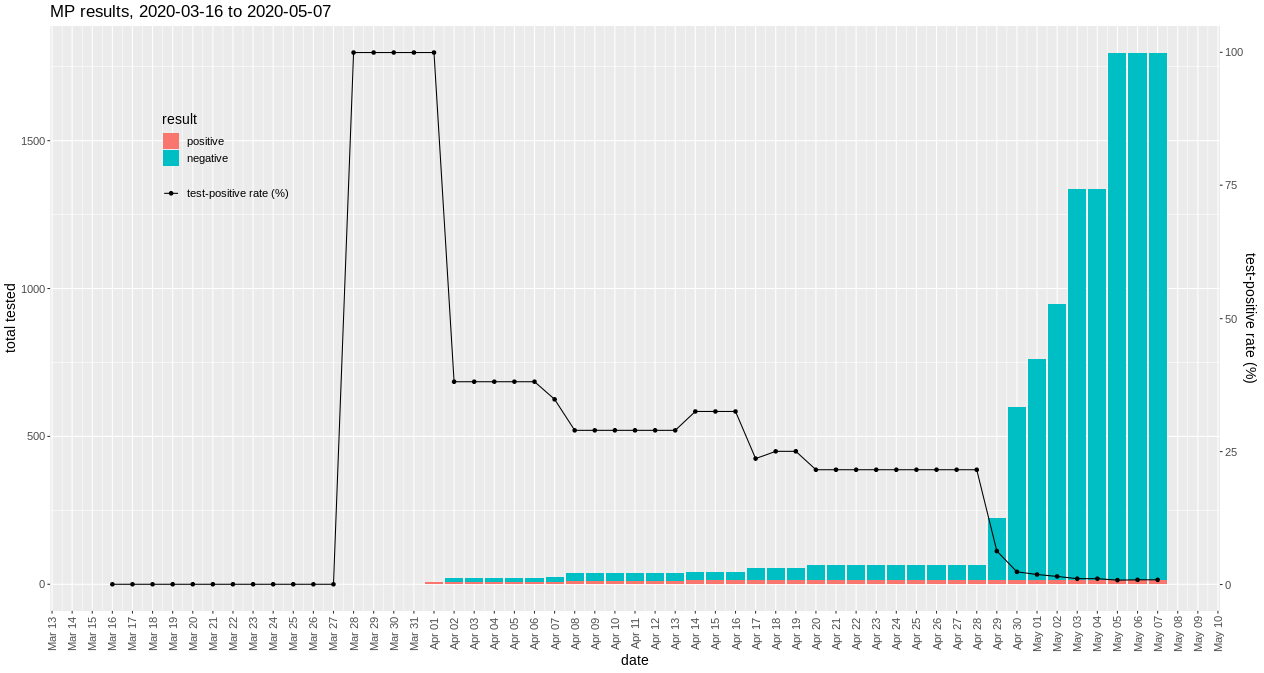 MP results, 2020-03-16 to 2020-05-07
result
positive
negative
test-positive rate (%)
total tested
1500
1000
500
0
test-positive rate (%)
100
75
50
25
0
Mar 13 Mar 14 Mar 15 Mar 16 Mar 17 Mar 18 Mar 19 Mar 20 Mar 21 Mar 22 Mar 23 Mar 24 Mar 25 Mar 26 Mar 27 Mar 28 Mar 29 Mar 30 Mar 31 Apr 01 Apr 02 Apr 03 Apr 04 Apr 05 Apr 06 Apr 07 Apr 08 Apr 09 Apr 10 Apr 11 Apr 12 Apr 13 Apr 14 Apr 15 Apr 16 Apr 17 Apr 18 Apr 19 Apr 20 Apr 21 Apr 22 Apr 23 Apr 24 Apr 25 Apr 26 Apr 27 Apr 28 Apr 29 Apr 30 May 01 May 02 May 03 May 04 May 05 May 06 May 07 May 08 May 09 May 10
date